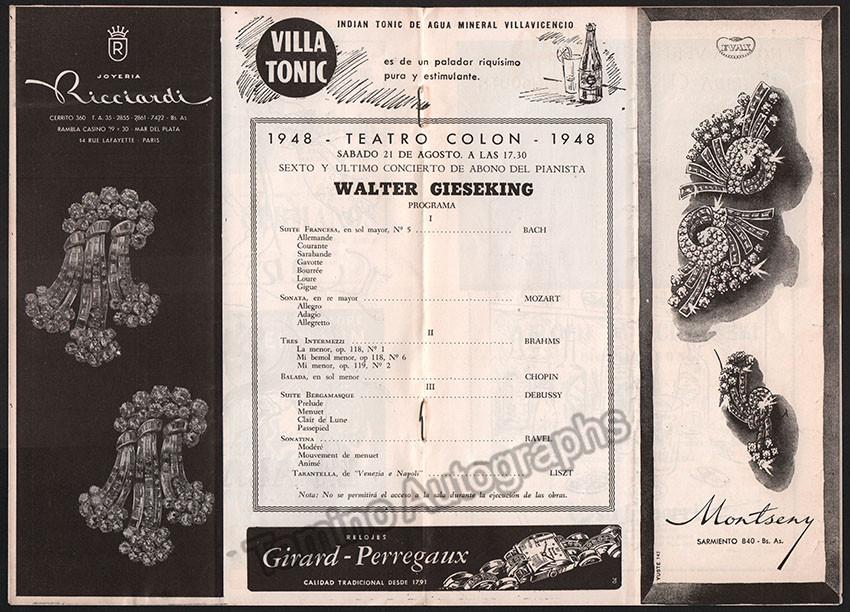 R
JOYERIA
Ricciardi
CERRITO 360 T. A. 35 - 2855 - 2861 - 7422 - Bs. As
RAMBLA CASINO 29 - 30 - MAR DEL PLATA
14 RUE LAFAYETTE - PARIS
INDIAN TONIC DE AGUA MINERAL VILLAVICENCIO
VILLA
TONIC
es de un paladar riquísimo
pura y estimulante.
1948 - TEATRO COLON - 1948
SABADO 21 DE AGOSTO. A LAS 17.30
SEXTO Y ULTIMO CONCIERTO DE ABONO DEL PIANISTA
WALTER GIESEKING
PROGRAMA
I
SUITE FRANCESA, en sol mayor, Nº 5 ........ BACH
Allemande
Courante
Sarabande
Gavotte
Bourrée
Loure
Gigue
SONATA, en re mayor ........ MOZART
Allegro
Adagio
Allegretto
II
TRES INTERMEZZI ........ BRAHMS
La menor, op. 118, Nº 1
Mi bemol menor, op 118, Nº 6
Mi menor, op. 119, Nº 2
BALADA, en sol menor ........ CHOPIN
III
SUITE BERGAMASQUE ........ DEBUSSY
Prelude
Menuet
Clair de Lune
Passepied
SONATINA ........ RAVEL
Modéré
Mouvement de menuet
Animé
TARANTELLA, de "Venezia e Napoli" ........ LISZT
Nota: No se permitirá el acceso a la sala durante la ejecución de las obras.
RELOJES
Girard-Perregaux
CALIDAD TRADICIONAL DESDE 1791
EVAX
Montseny
SARMIENTO 840 - Bs. As.
YUSTE 747
Tamino Autographs